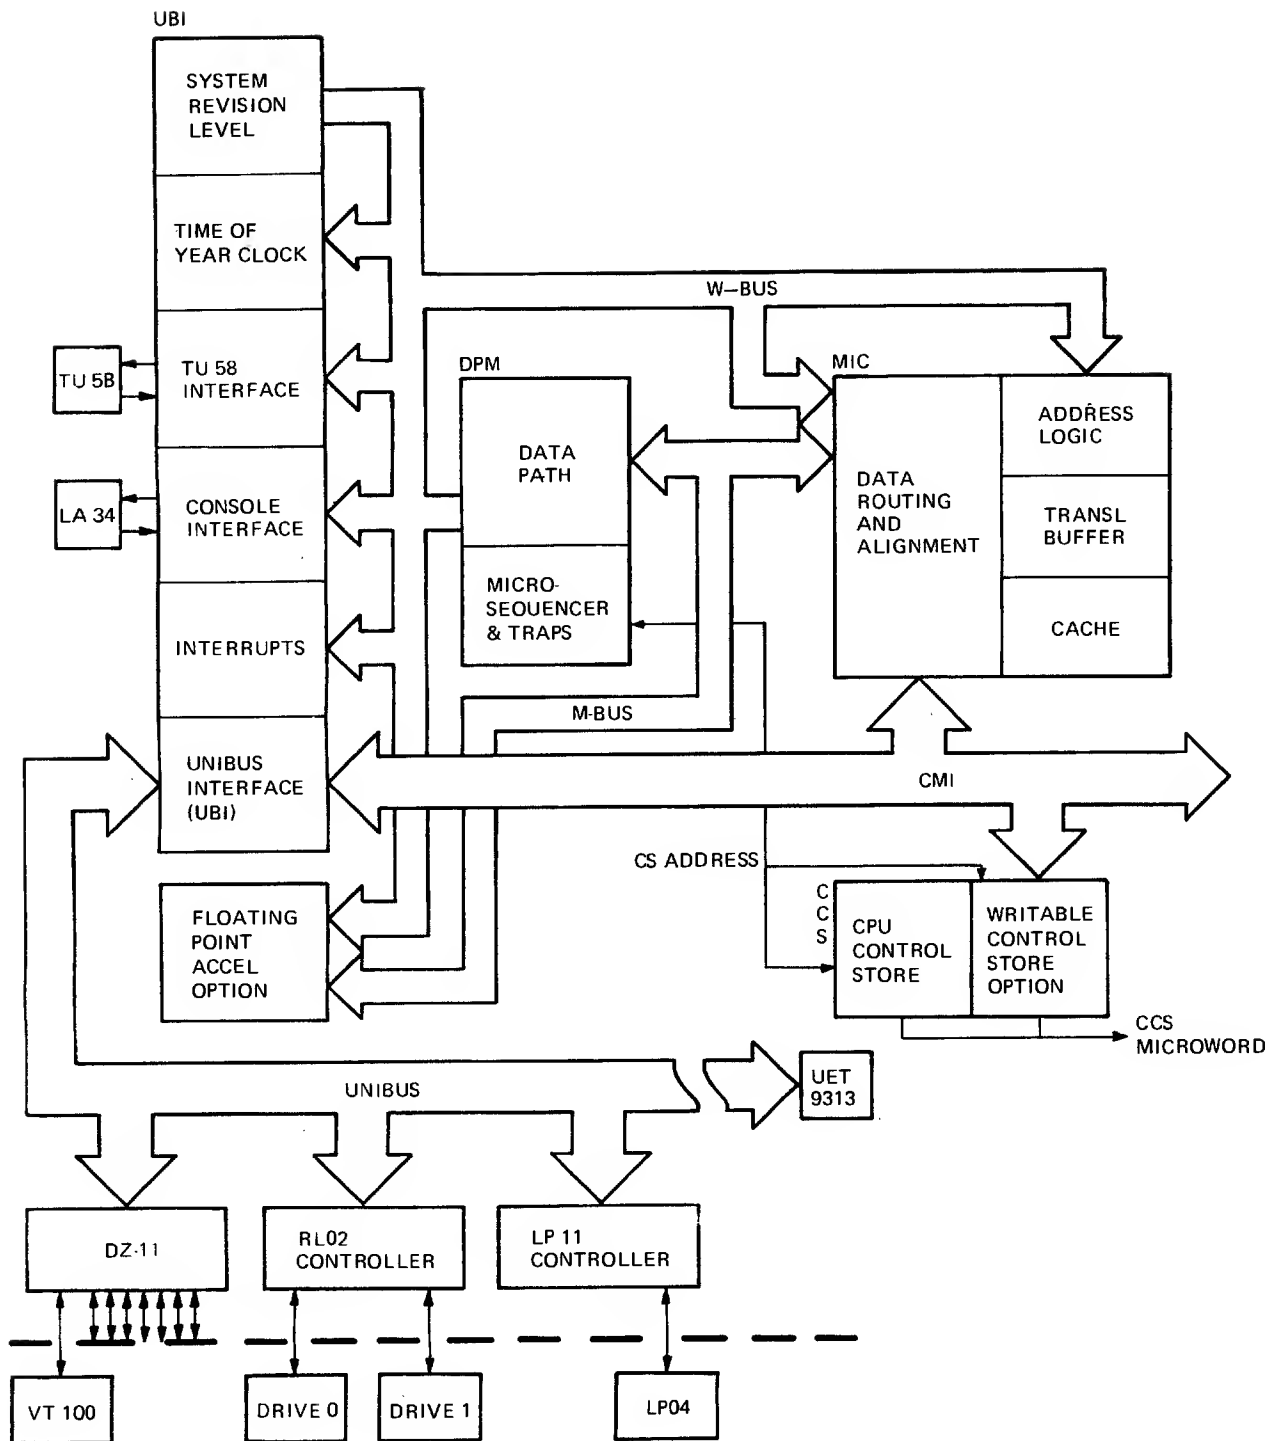 UBI
SYSTEM
REVISION
LEVEL
TIME OF
YEAR CLOCK
TU 58
INTERFACE
CONSOLE
INTERFACE
INTERRUPTS
UNIBUS
INTERFACE
(UBI)
TU 58
LA 34
FLOATING
POINT
ACCEL
OPTION
W-BUS
DPM
DATA
PATH
MICRO-
SEQUENCER
& TRAPS
MIC
DATA
ROUTING
AND
ALIGNMENT
ADDRESS
LOGIC
TRANSL
BUFFER
CACHE
M-BUS
CMI
CS ADDRESS
CCS
CPU
CONTROL
STORE
WRITABLE
CONTROL
STORE
OPTION
CCS
MICROWORD
UET
9313
UNIBUS
DZ-11
RL02
CONTROLLER
LP 11
CONTROLLER
VT 100
DRIVE 0
DRIVE 1
LP04